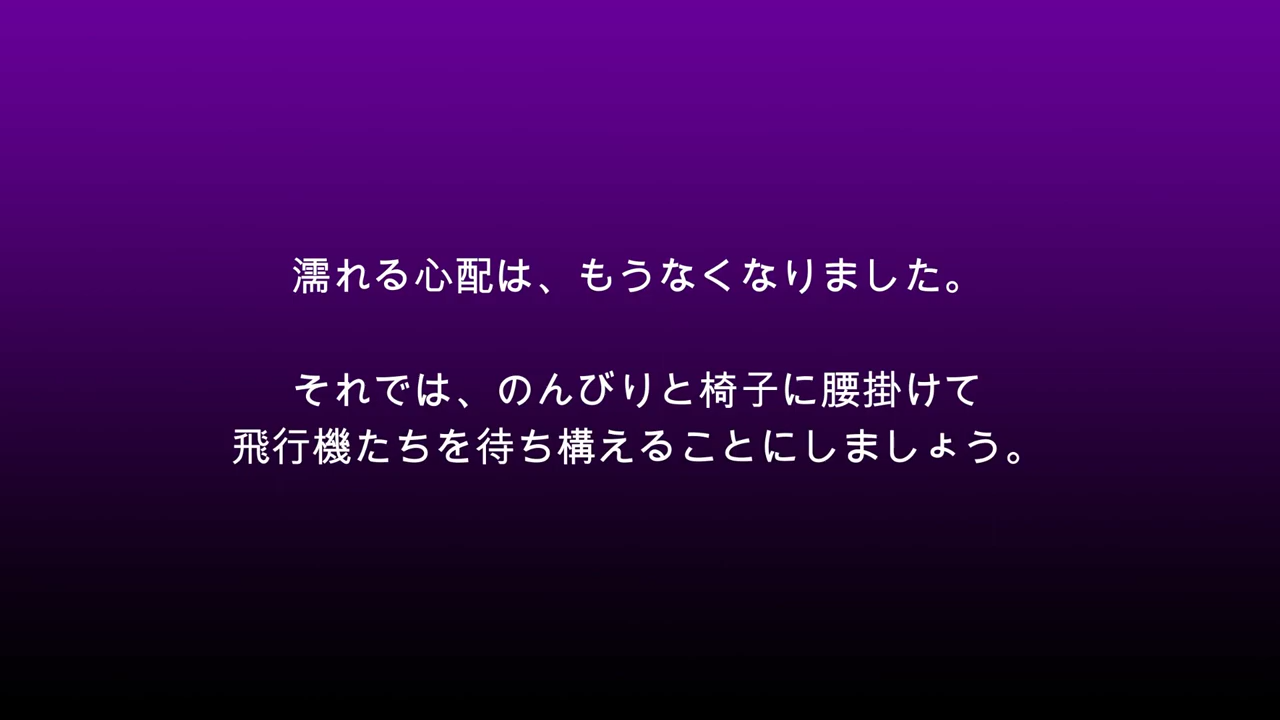 濡れる心配は、もうなくなりました。
それでは、のんびりと椅子に腰掛けて
飛行機たちを待ち構えることにしましょう。